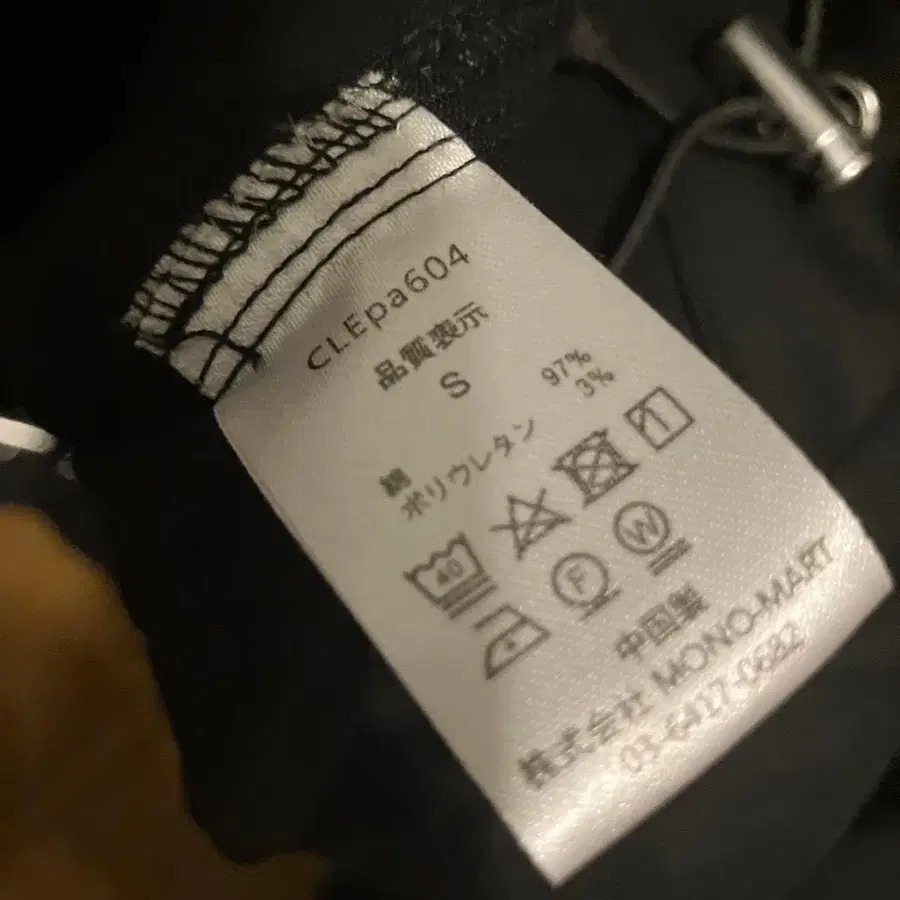 CLEpa604
品質表示
S
綿 97%
ポリウレタン 3%
40
F W
中国製
株式会社 MONO-MART
03-6417-0682